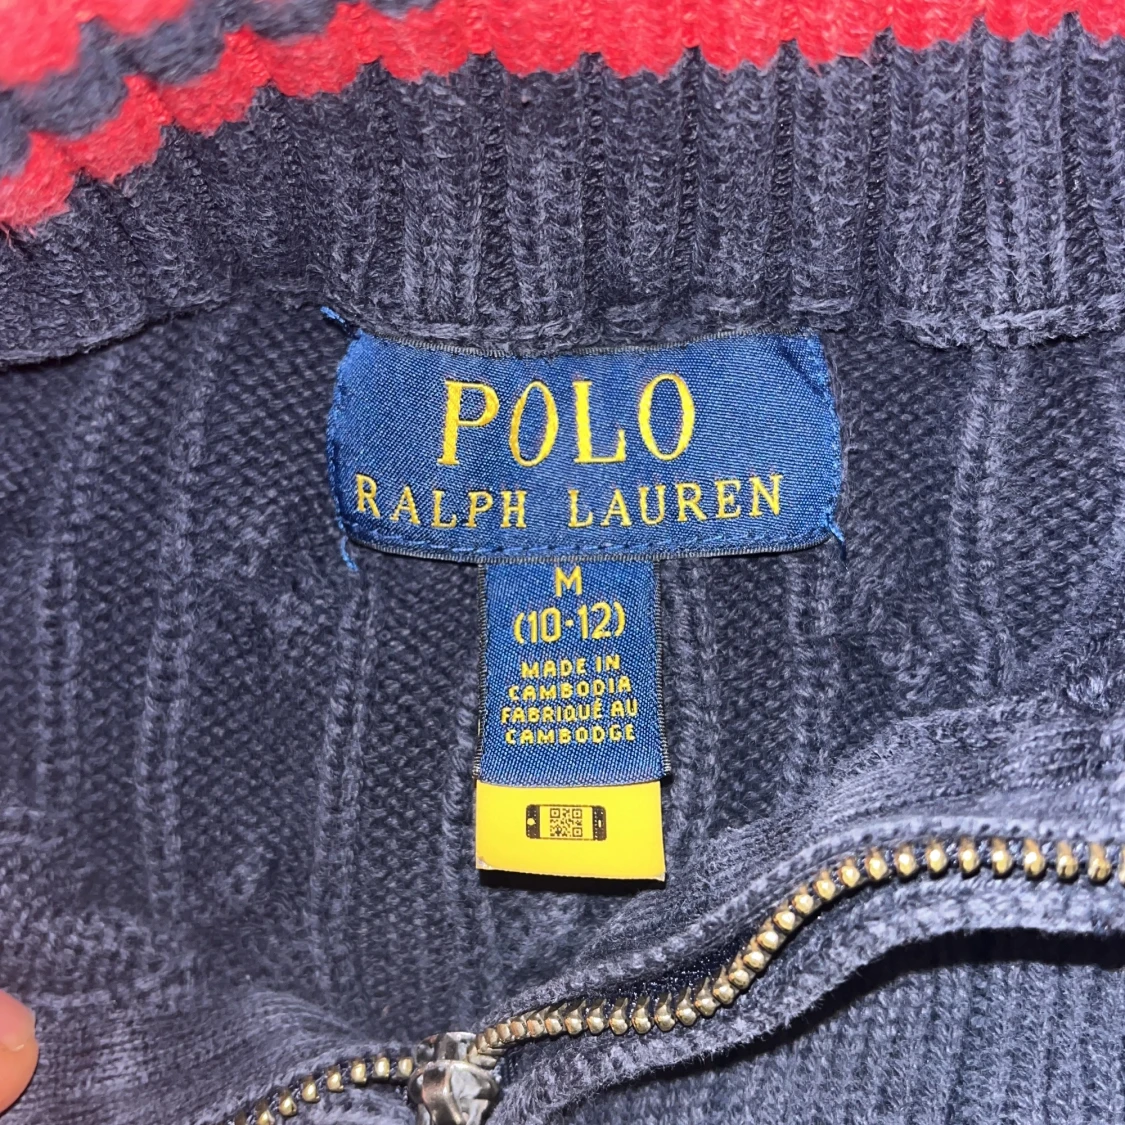 POLO
RALPH LAUREN
M
(10-12)
MADE IN
CAMBODIA
FABRIQUÉ AU
CAMBODGE